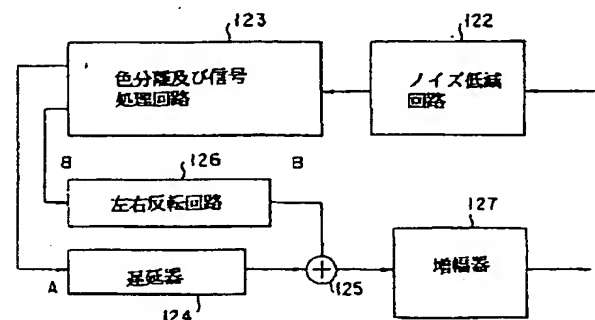 123
122
色分離及び信号
処理回路
ノイズ低減
回路
B
126
B
127
左右反転回路
増幅器
A
遅延器
125
124